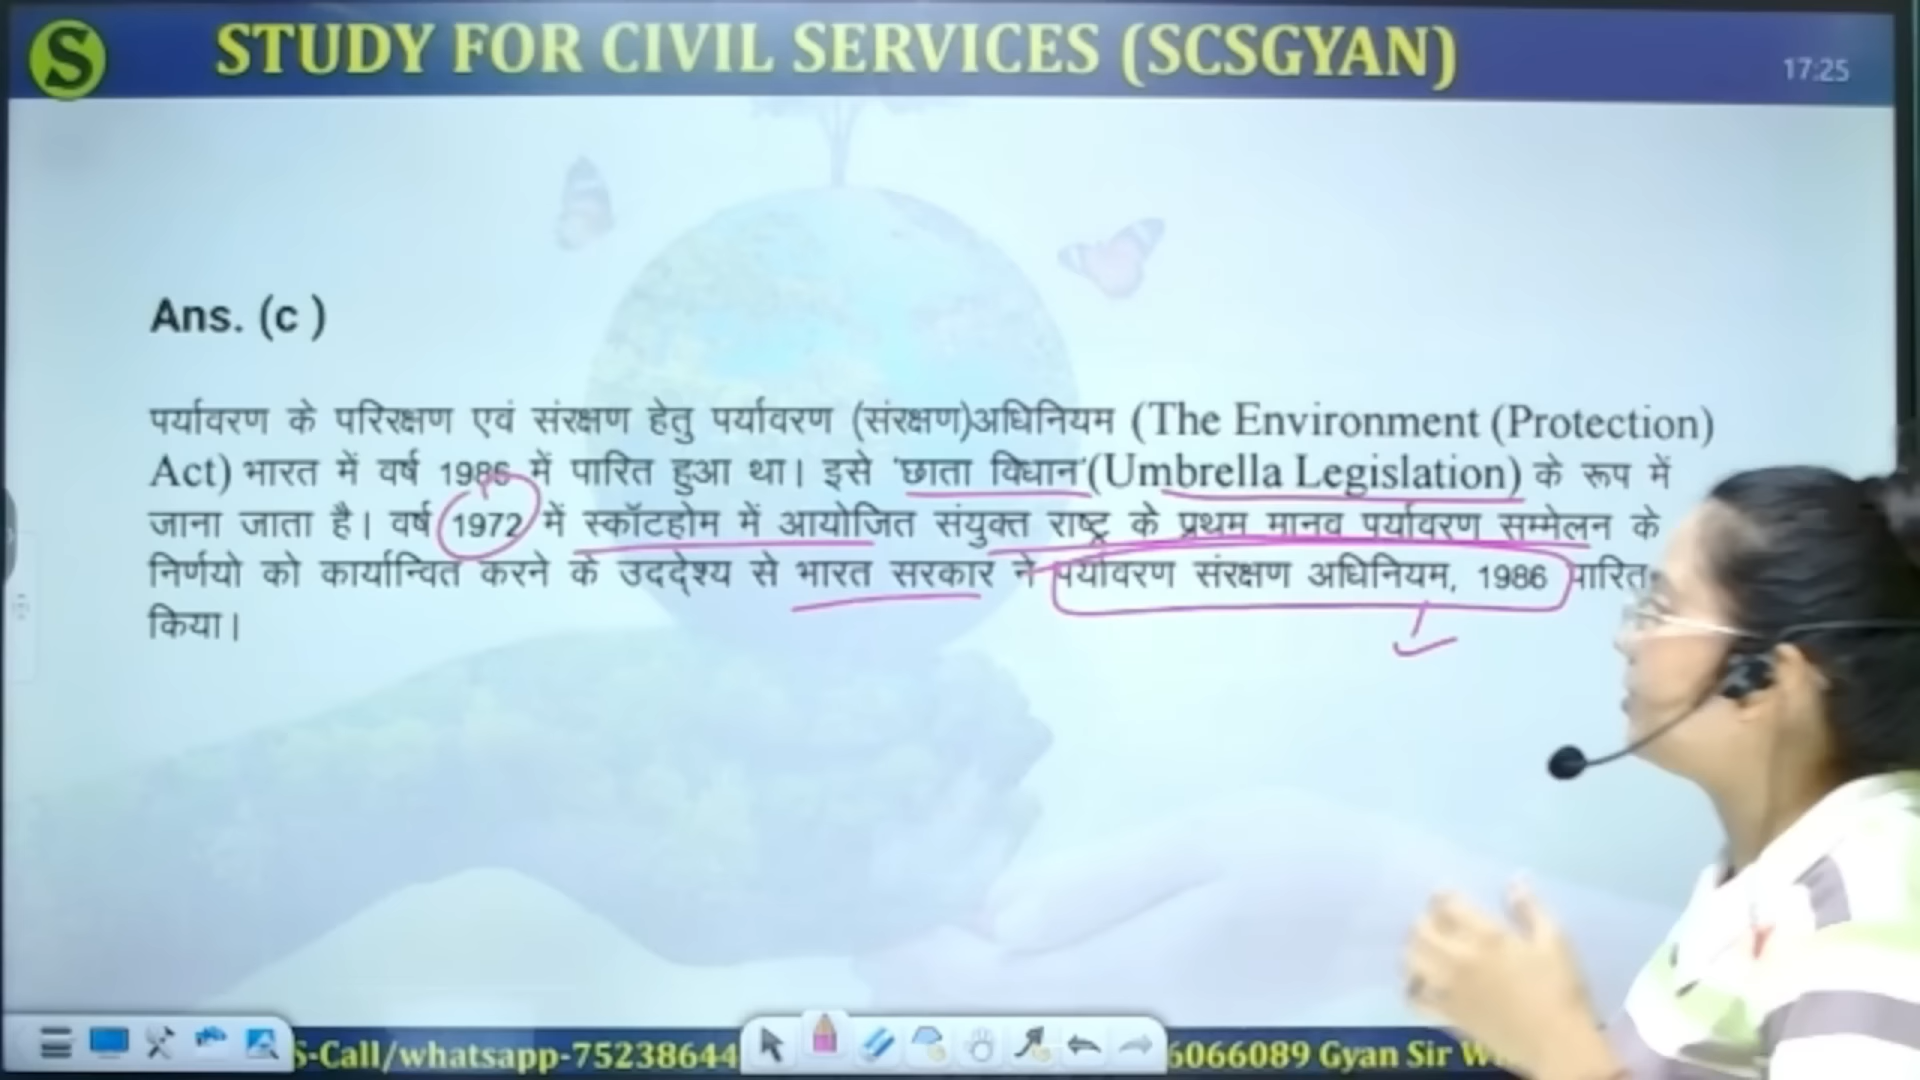 S
STUDY FOR CIVIL SERVICES (SCSGYAN)
17:25
Ans. (c )
पर्यावरण के परिरक्षण एवं संरक्षण हेतु पर्यावरण (संरक्षण)अधिनियम (The Environment (Protection)
Act) भारत में वर्ष 1986 में पारित हुआ था। इसे 'छाता विधान'(Umbrella Legislation) के रूप में
जाना जाता है। वर्ष 1972 में स्कॉटहोम में आयोजित संयुक्त राष्ट्र के प्रथम मानव पर्यावरण सम्मेलन के
निर्णयो को कार्यान्वित करने के उददेश्य से भारत सरकार ने पर्यावरण संरक्षण अधिनियम, 1986 पारित
किया।
S-Call/whatsapp-75238644
6066089 Gyan Sir